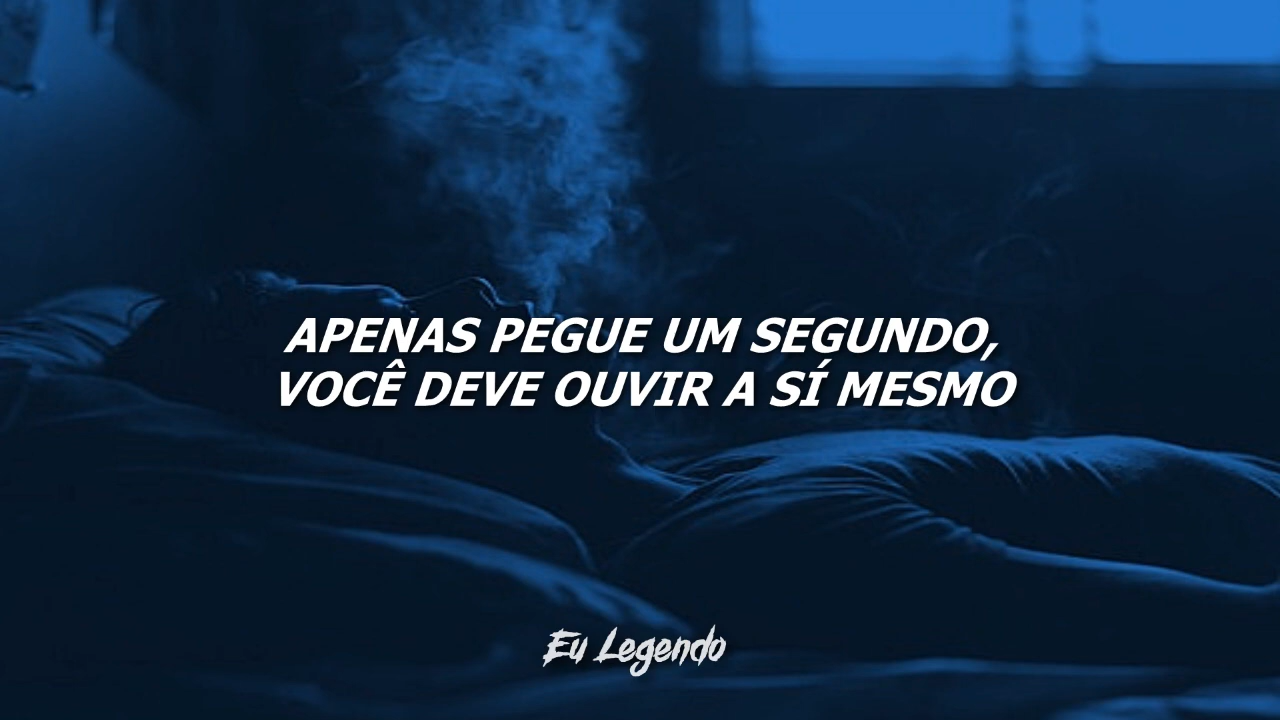 APENAS PEGUE UM SEGUNDO,
VOCÊ DEVE OUVIR A SÍ MESMO
Eu Legendo